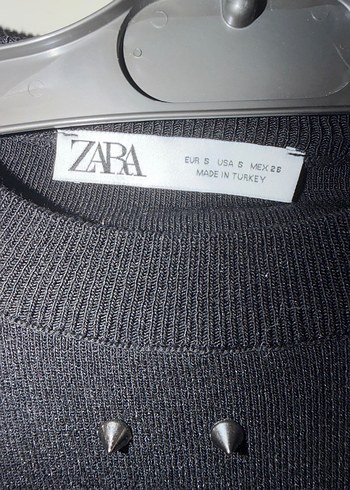 ZARA
EUR S USA S MEX 26
MADE IN TURKEY